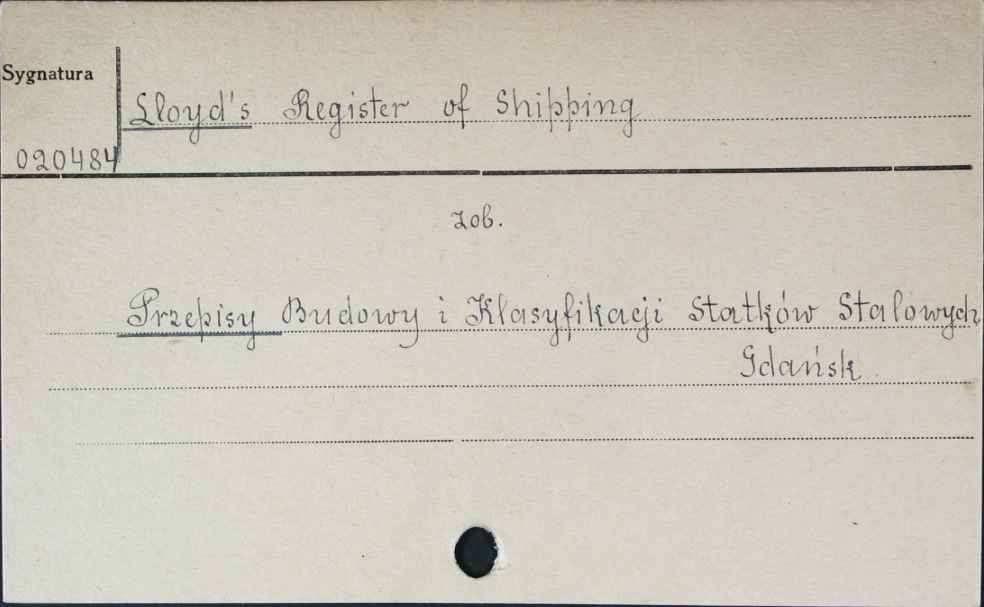 Sygnatura
Lloyd's Register of Shipping
020484
zob.
Przepisy Budowy i Klasyfikacji Statków Stalowych
Gdańsk